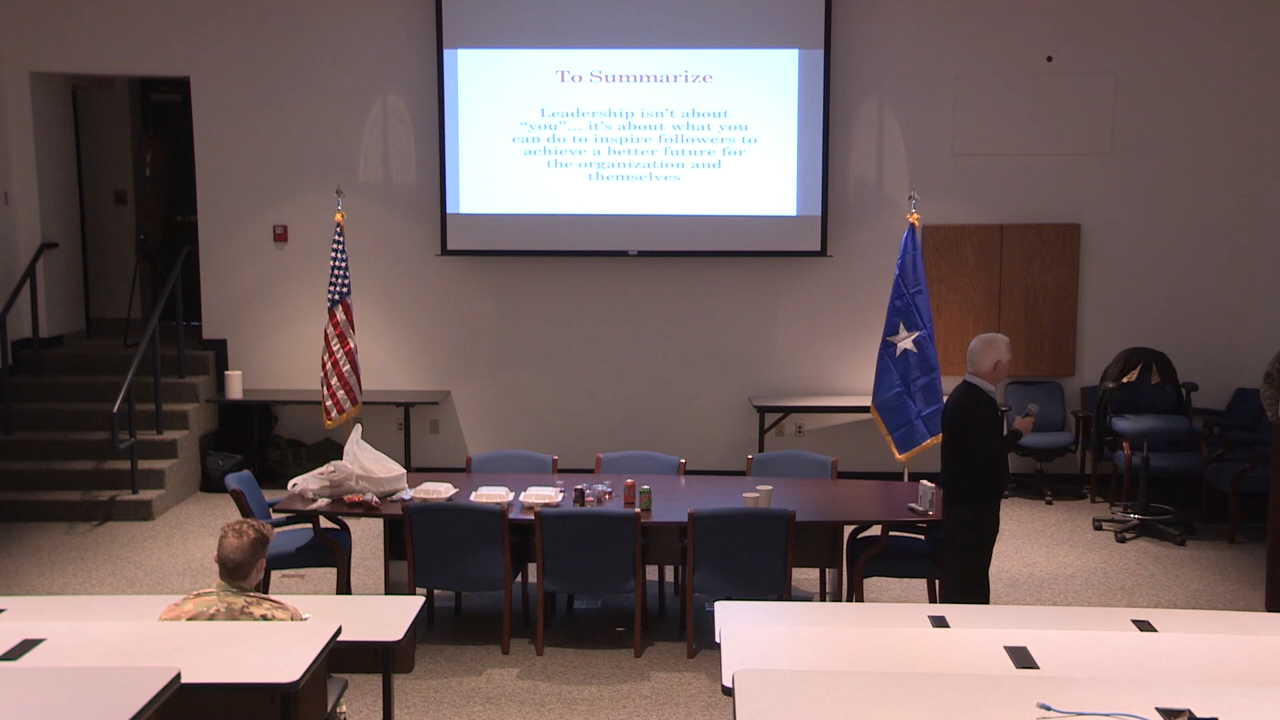 To Summarize
Leadership isn't about
“you”... it's about what you
can do to inspire followers to
achieve a better future for
the organization and
themselves